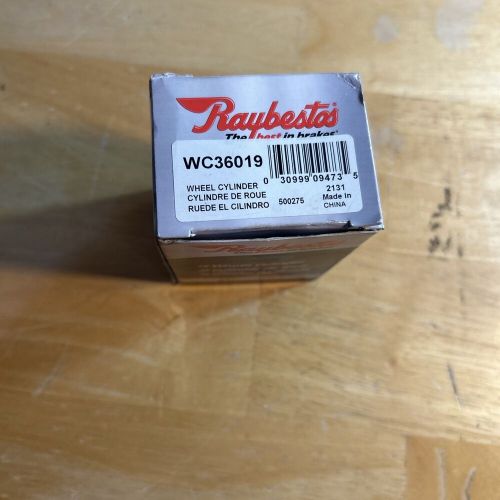 Raybestos
The best in brakes
WC36019
0 30999 09473 5
WHEEL CYLINDER 2131
CYLINDRE DE ROUE 500275 Made in
RUEDE EL CILINDRO CHINA